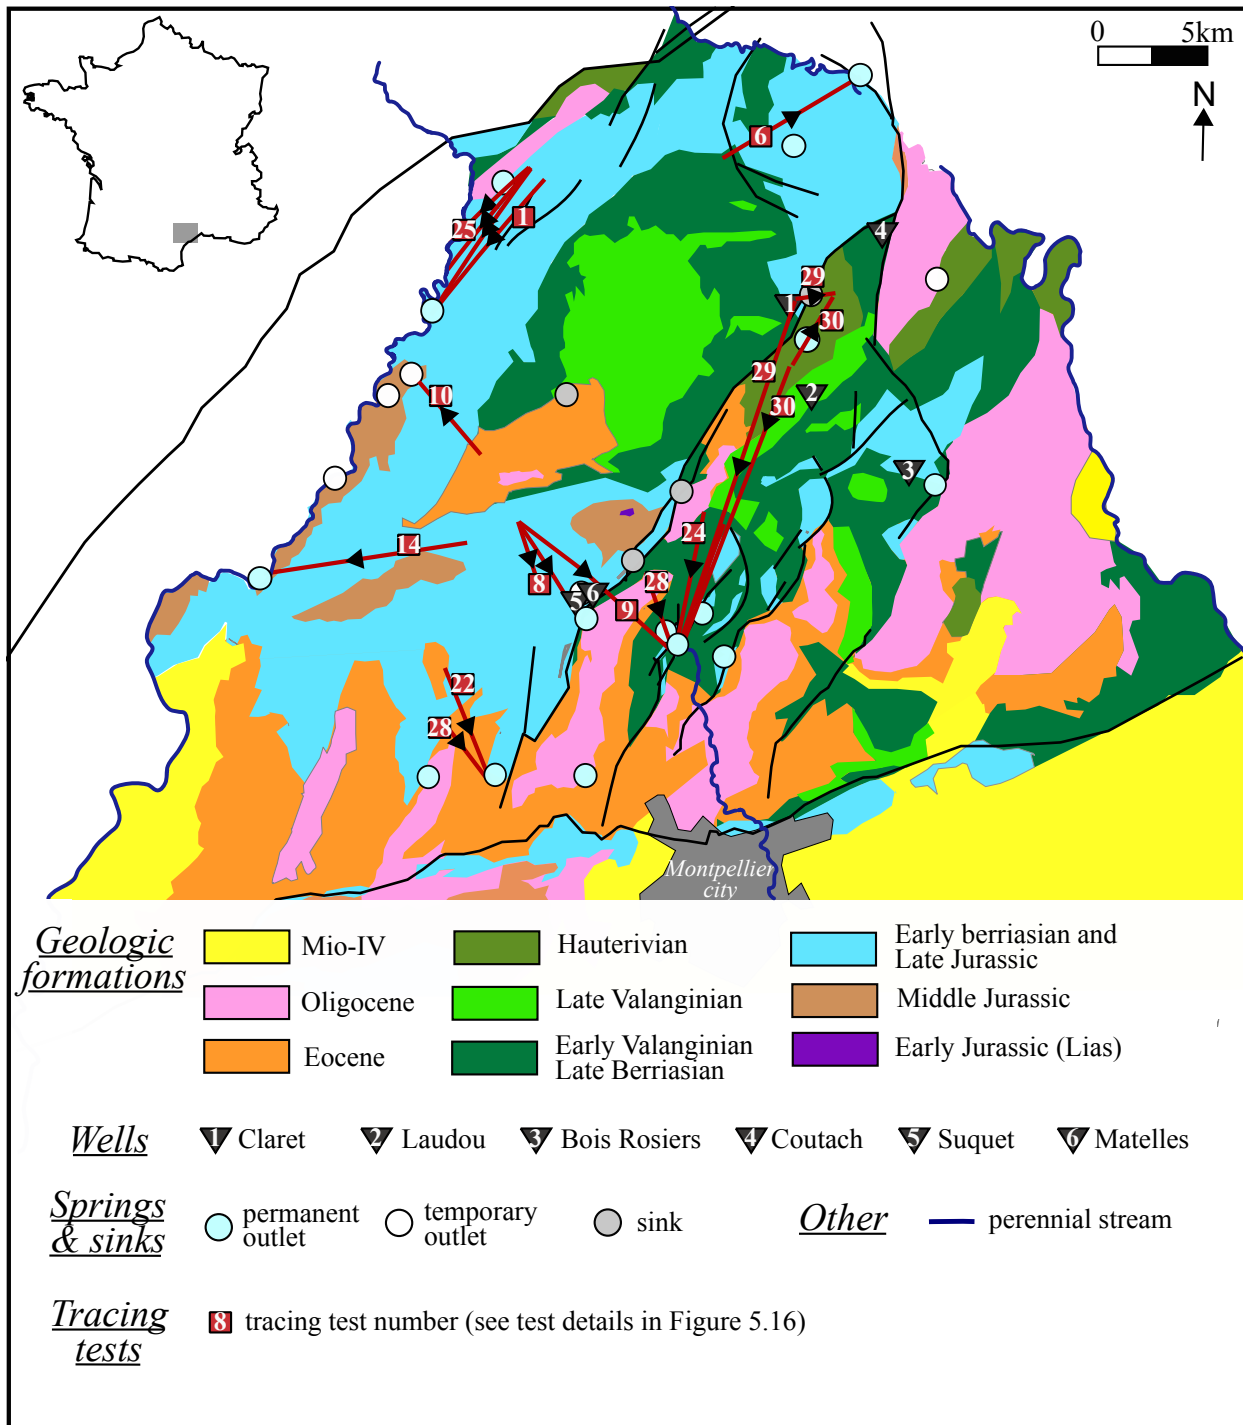 0 5km
N
6
1
25
4
29
1
30
29
10
30
2
3
24
14
8
28
6
5
9
22
28
Montpellier
city
Geologic
formations
Mio-IV
Hauterivian
Early berriasian and
Late Jurassic
Oligocene
Late Valanginian
Middle Jurassic
Eocene
Early Valanginian
Late Berriasian
Early Jurassic (Lias)
Wells
1 Claret
2 Laudou
3 Bois Rosiers
4 Coutach
5 Suquet
6 Matelles
Springs
& sinks
permanent
outlet
temporary
outlet
sink
Other
perennial stream
Tracing
tests
8 tracing test number (see test details in Figure 5.16)